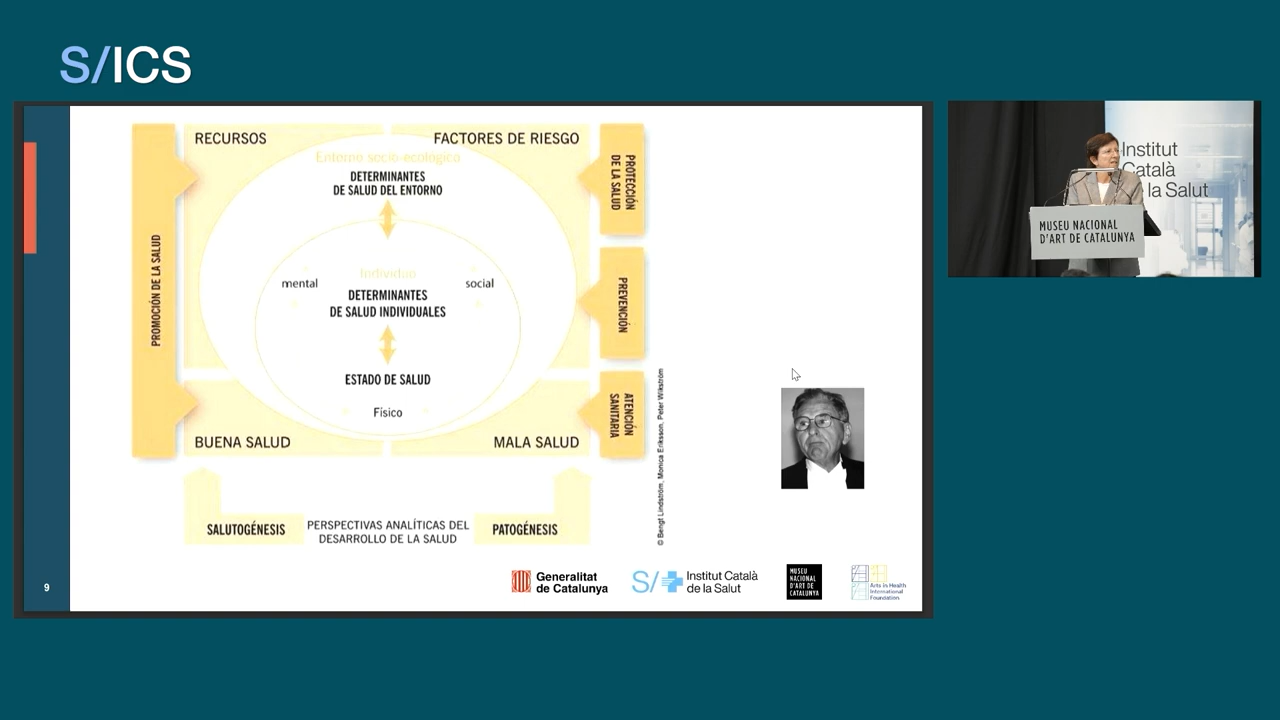 S/ICS
RECURSOS
FACTORES DE RIESGO
Entorno socio-ecológico
DETERMINANTES
DE SALUD DEL ENTORNO
PROMOCIÓN DE LA SALUD
PROTECCIÓN
DE LA SALUD
Individuo
mental
social
DETERMINANTES
DE SALUD INDIVIDUALES
PREVENCIÓN
ESTADO DE SALUD
Físico
ATENCIÓN
SANITARIA
BUENA SALUD
MALA SALUD
SALUTOGÉNESIS
PERSPECTIVAS ANALÍTICAS DEL
DESARROLLO DE LA SALUD
PATOGÉNESIS
© Bengt Lindström, Monica Eriksson, Peter Wikström
9
Generalitat
de Catalunya
S/
Institut Català
de la Salut
MUSEU
NACIONAL
D'ART DE
CATALUNYA
Arts in Health
International
Foundation
Institut
Català
la Salut
MUSEU NACIONAL
D'ART DE CATALUNYA